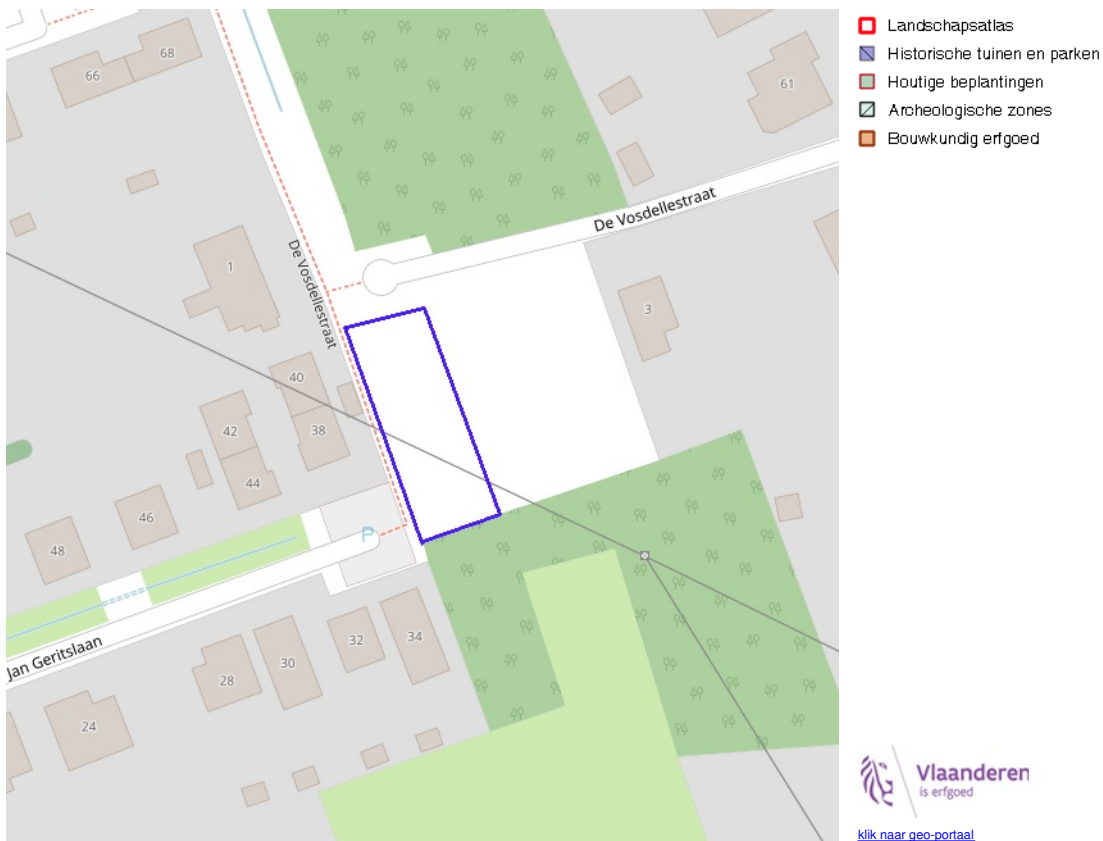 68
66
61
De Vosdellestraat
De Vosdellestraat
1
3
40
38
42
44
46
48
P
Jan Geritslaan
34
32
30
28
24
Landschapsatlas
Historische tuinen en parken
Houtige beplantingen
Archeologische zones
Bouwkundig erfgoed
Vlaanderen
is erfgoed
klik naar geo-portaal